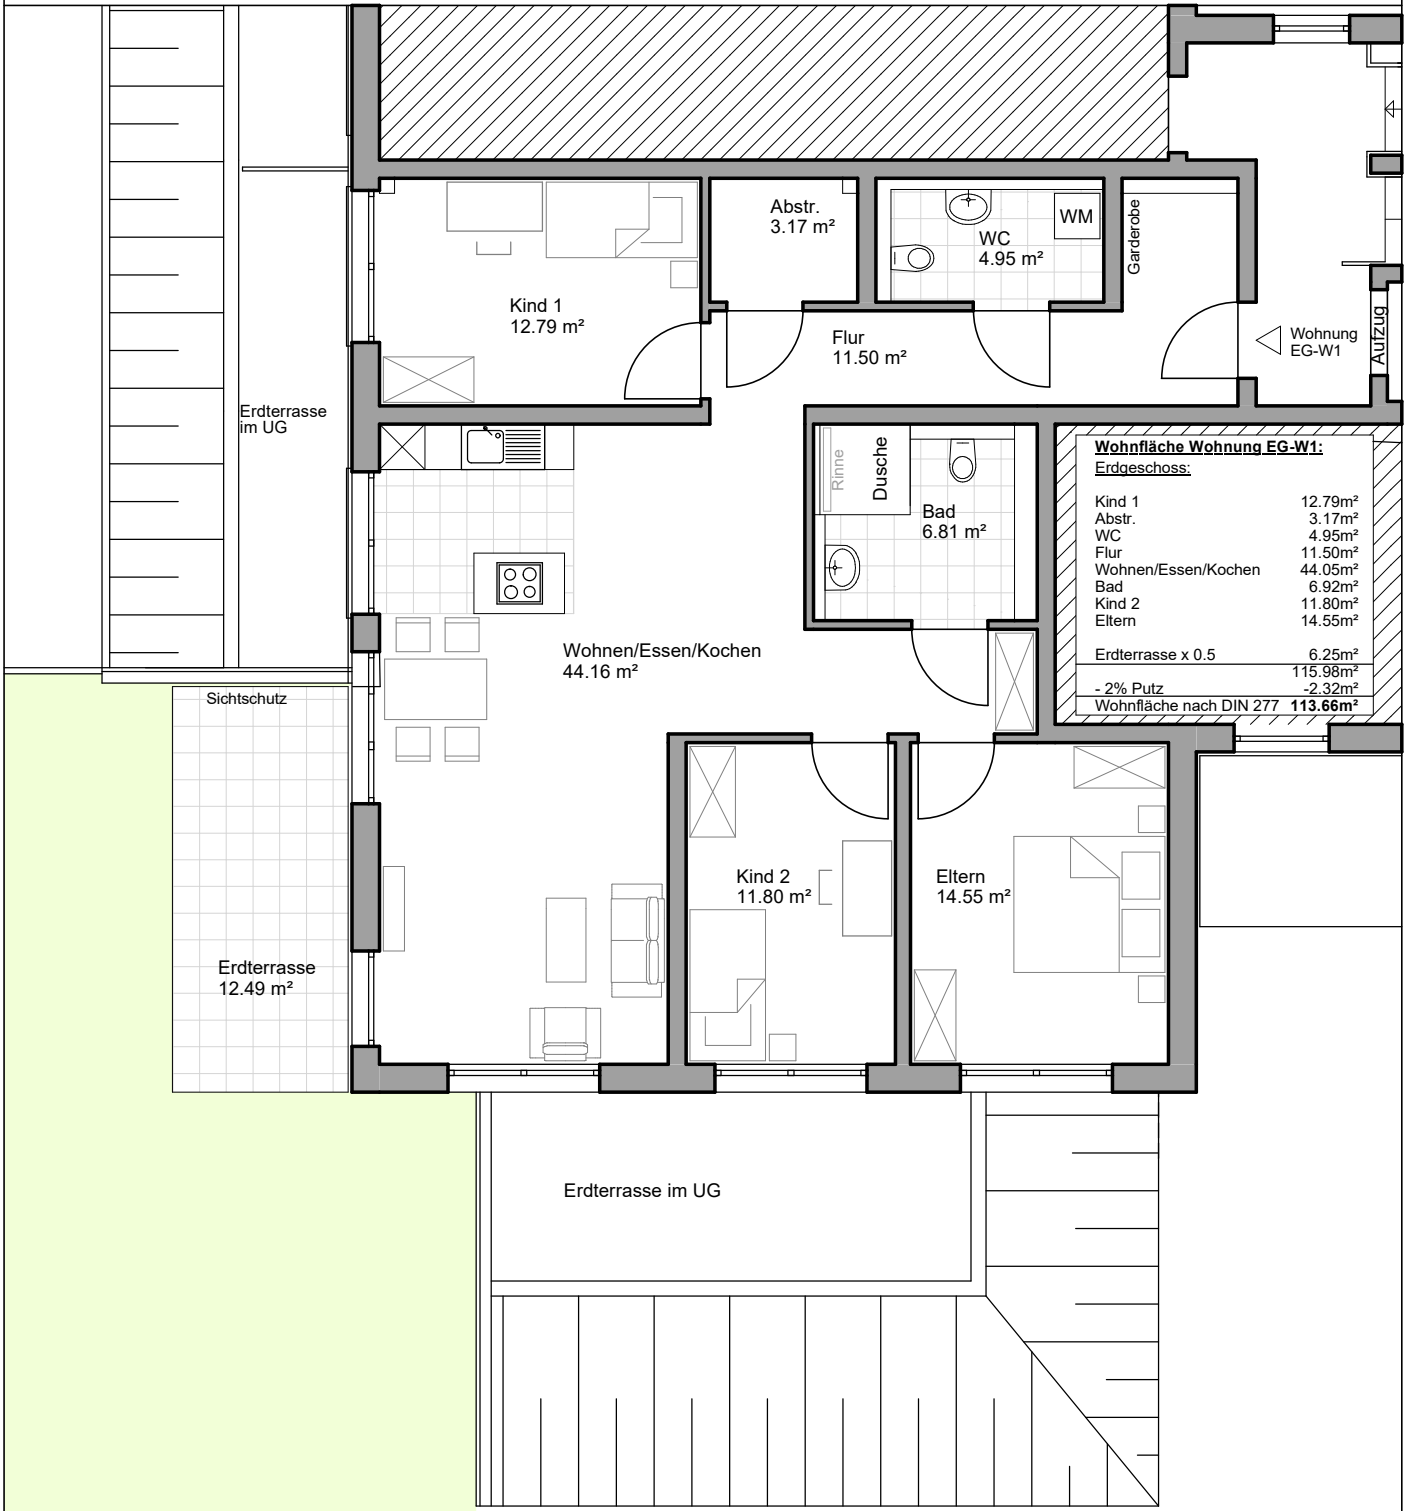 Abstr.
3.17 m²
WC
4.95 m²
WM
Garderobe
Kind 1
12.79 m²
Flur
11.50 m²
Wohnung
EG-W1
Aufzug
Erdterrasse
im UG
Rinne
Dusche
Bad
6.81 m²
Wohnfläche Wohnung EG-W1:
Erdgeschoss:
Kind 1 12.79m²
Abstr. 3.17m²
WC 4.95m²
Flur 11.50m²
Wohnen/Essen/Kochen 44.05m²
Bad 6.92m²
Kind 2 11.80m²
Eltern 14.55m²
Erdterrasse x 0.5 6.25m²
115.98m²
- 2% Putz -2.32m²
Wohnfläche nach DIN 277 113.66m²
Wohnen/Essen/Kochen
44.16 m²
Sichtschutz
Kind 2
11.80 m²
Eltern
14.55 m²
Erdterrasse
12.49 m²
Erdterrasse im UG